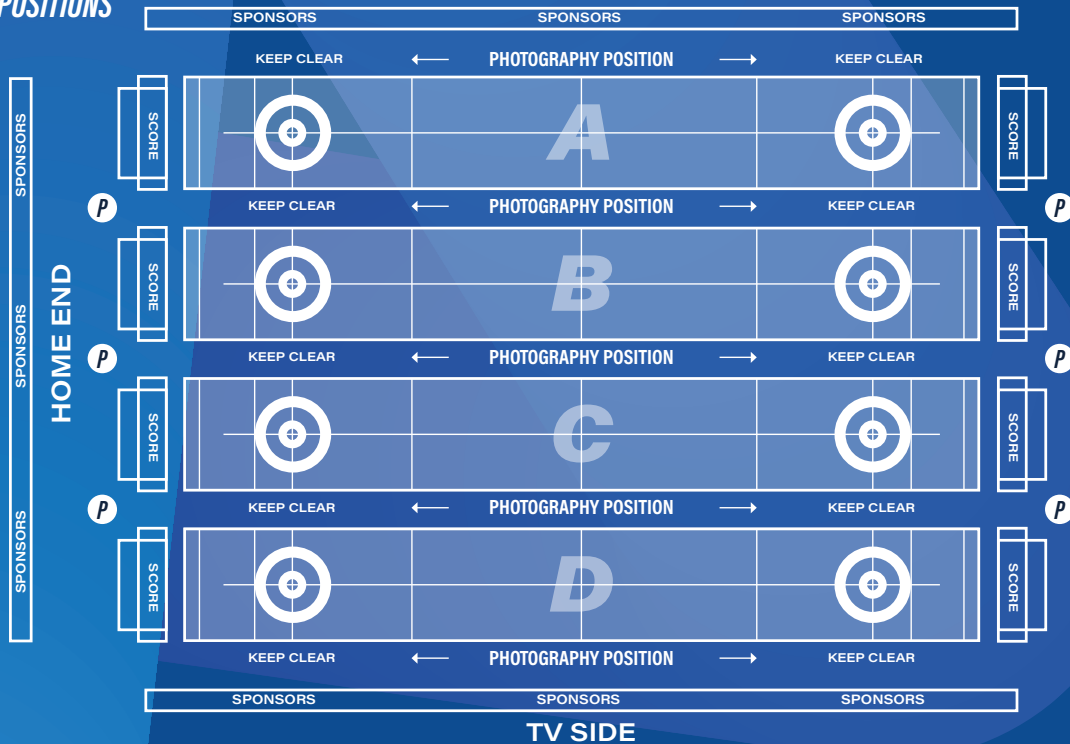 POSITIONS
SPONSORS SPONSORS SPONSORS
KEEP CLEAR PHOTOGRAPHY POSITION KEEP CLEAR
SPONSORS
SCORE
A
SCORE
P
KEEP CLEAR PHOTOGRAPHY POSITION KEEP CLEAR
P
HOME END
SPONSORS
SCORE
B
SCORE
P
KEEP CLEAR PHOTOGRAPHY POSITION KEEP CLEAR
P
SCORE
C
SCORE
P
KEEP CLEAR PHOTOGRAPHY POSITION KEEP CLEAR
P
SPONSORS
SCORE
D
SCORE
KEEP CLEAR PHOTOGRAPHY POSITION KEEP CLEAR
SPONSORS SPONSORS SPONSORS
TV SIDE